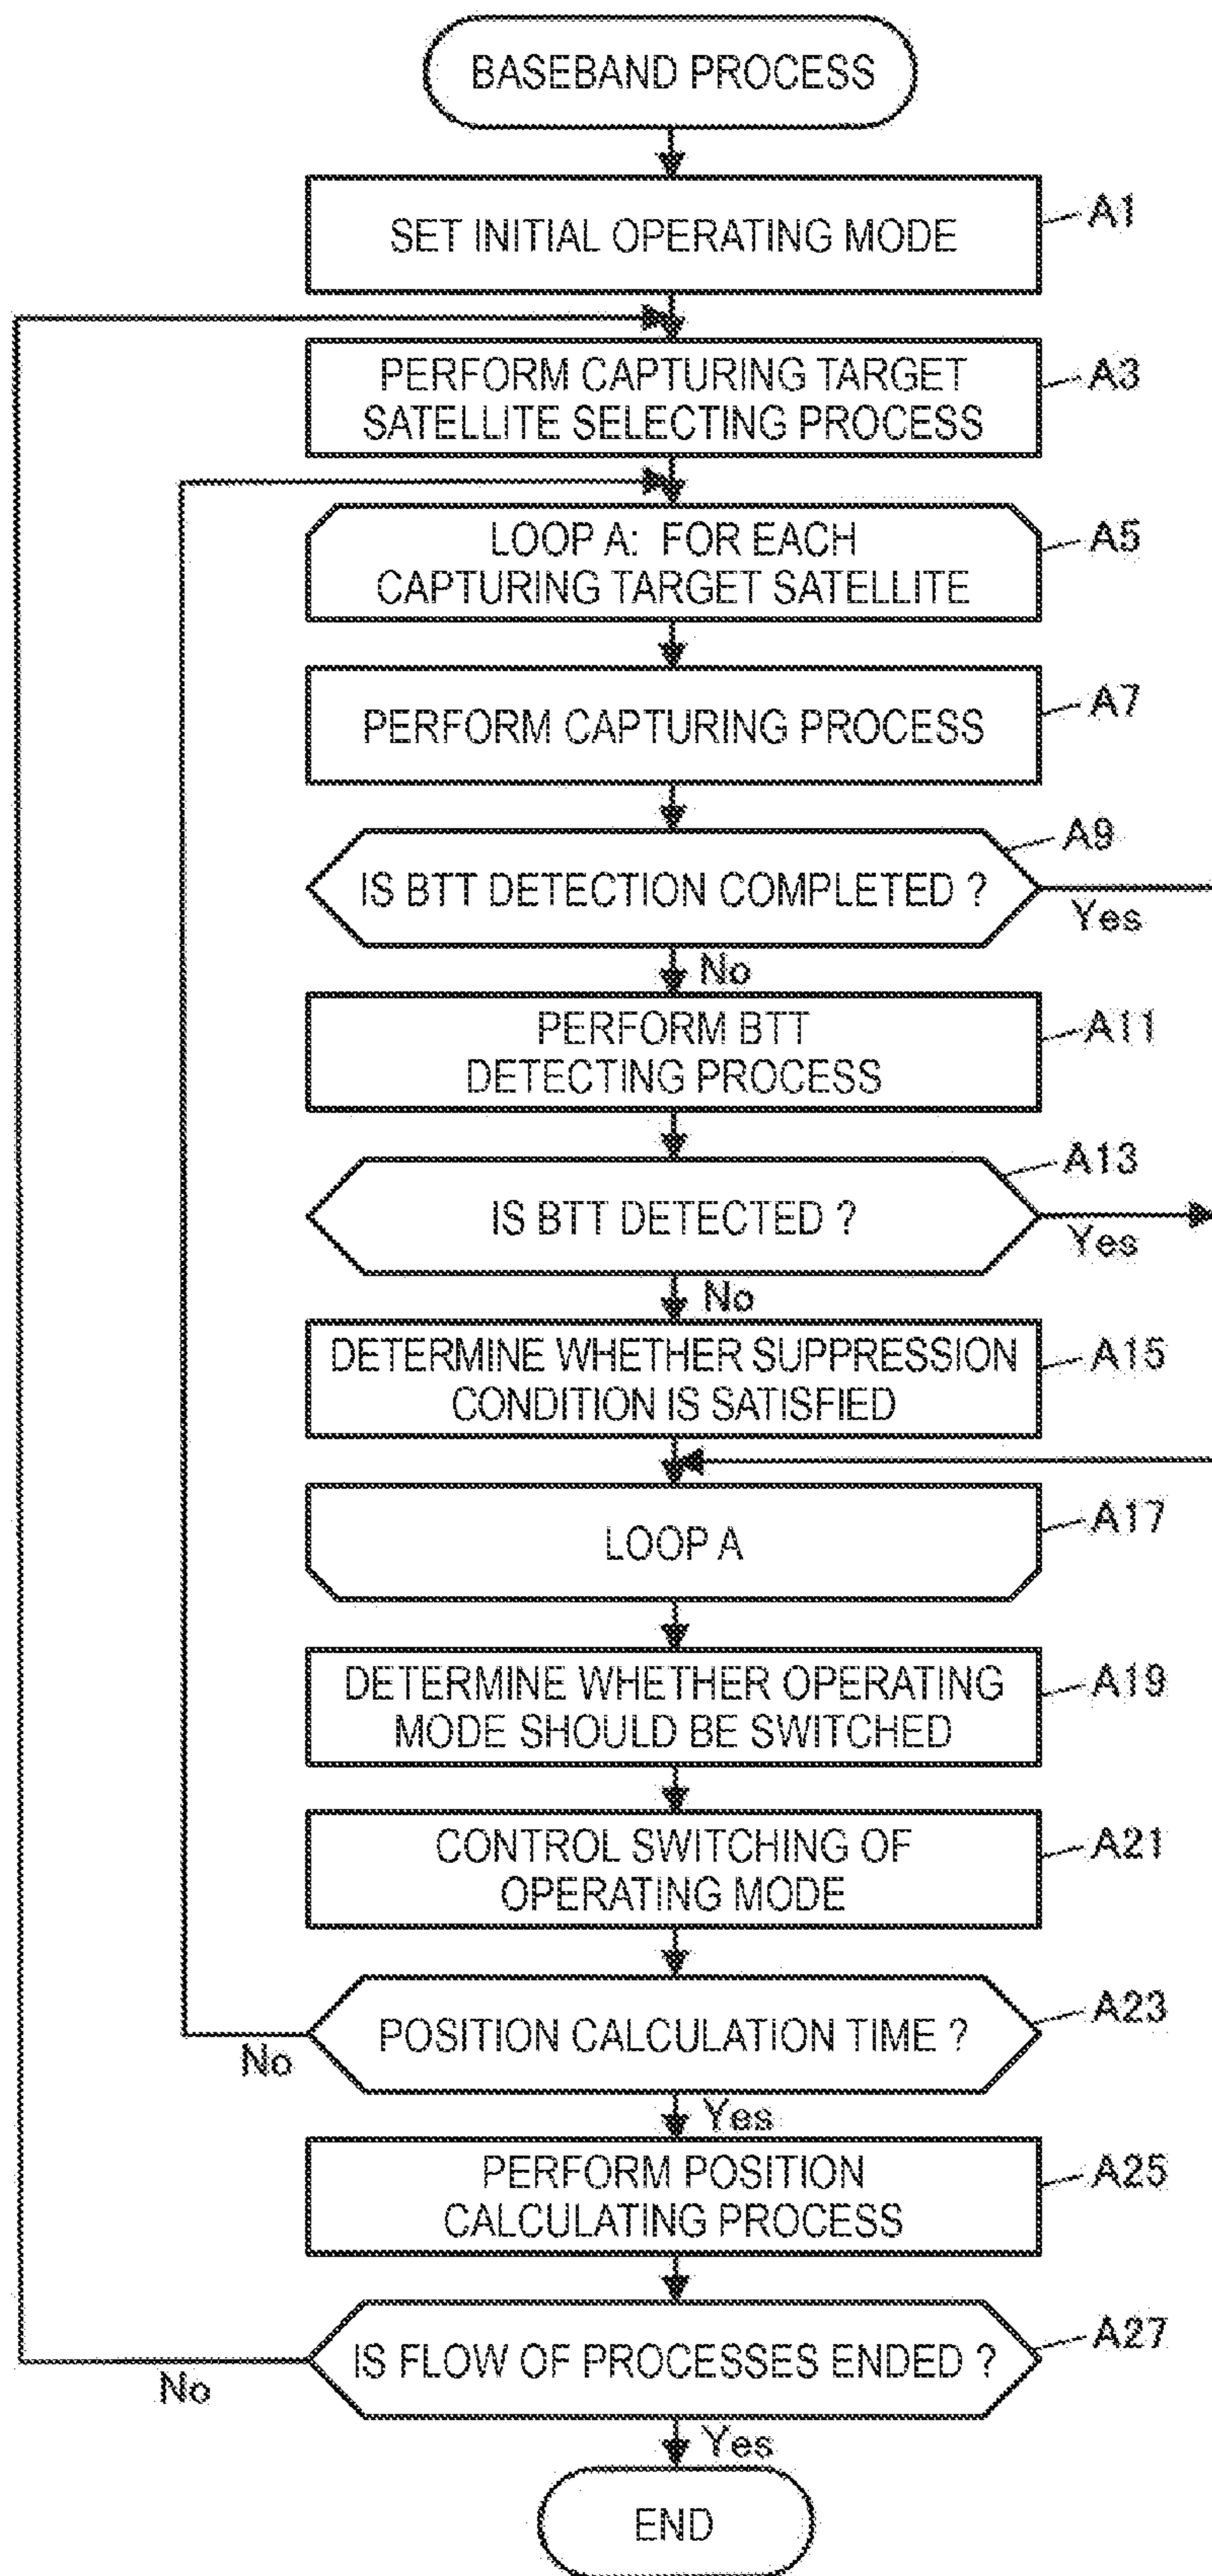 BASEBAND PROCESS
SET INITIAL OPERATING MODE
A1
PERFORM CAPTURING TARGET
SATELLITE SELECTING PROCESS
A3
LOOP A: FOR EACH
CAPTURING TARGET SATELLITE
A5
PERFORM CAPTURING PROCESS
A7
IS BTT DETECTION COMPLETED ?
A9
Yes
No
PERFORM BTT
DETECTING PROCESS
A11
IS BTT DETECTED ?
A13
Yes
No
DETERMINE WHETHER SUPPRESSION
CONDITION IS SATISFIED
A15
LOOP A
A17
DETERMINE WHETHER OPERATING
MODE SHOULD BE SWITCHED
A19
CONTROL SWITCHING OF
OPERATING MODE
A21
POSITION CALCULATION TIME ?
A23
No
Yes
PERFORM POSITION
CALCULATING PROCESS
A25
IS FLOW OF PROCESSES ENDED ?
A27
No
Yes
END